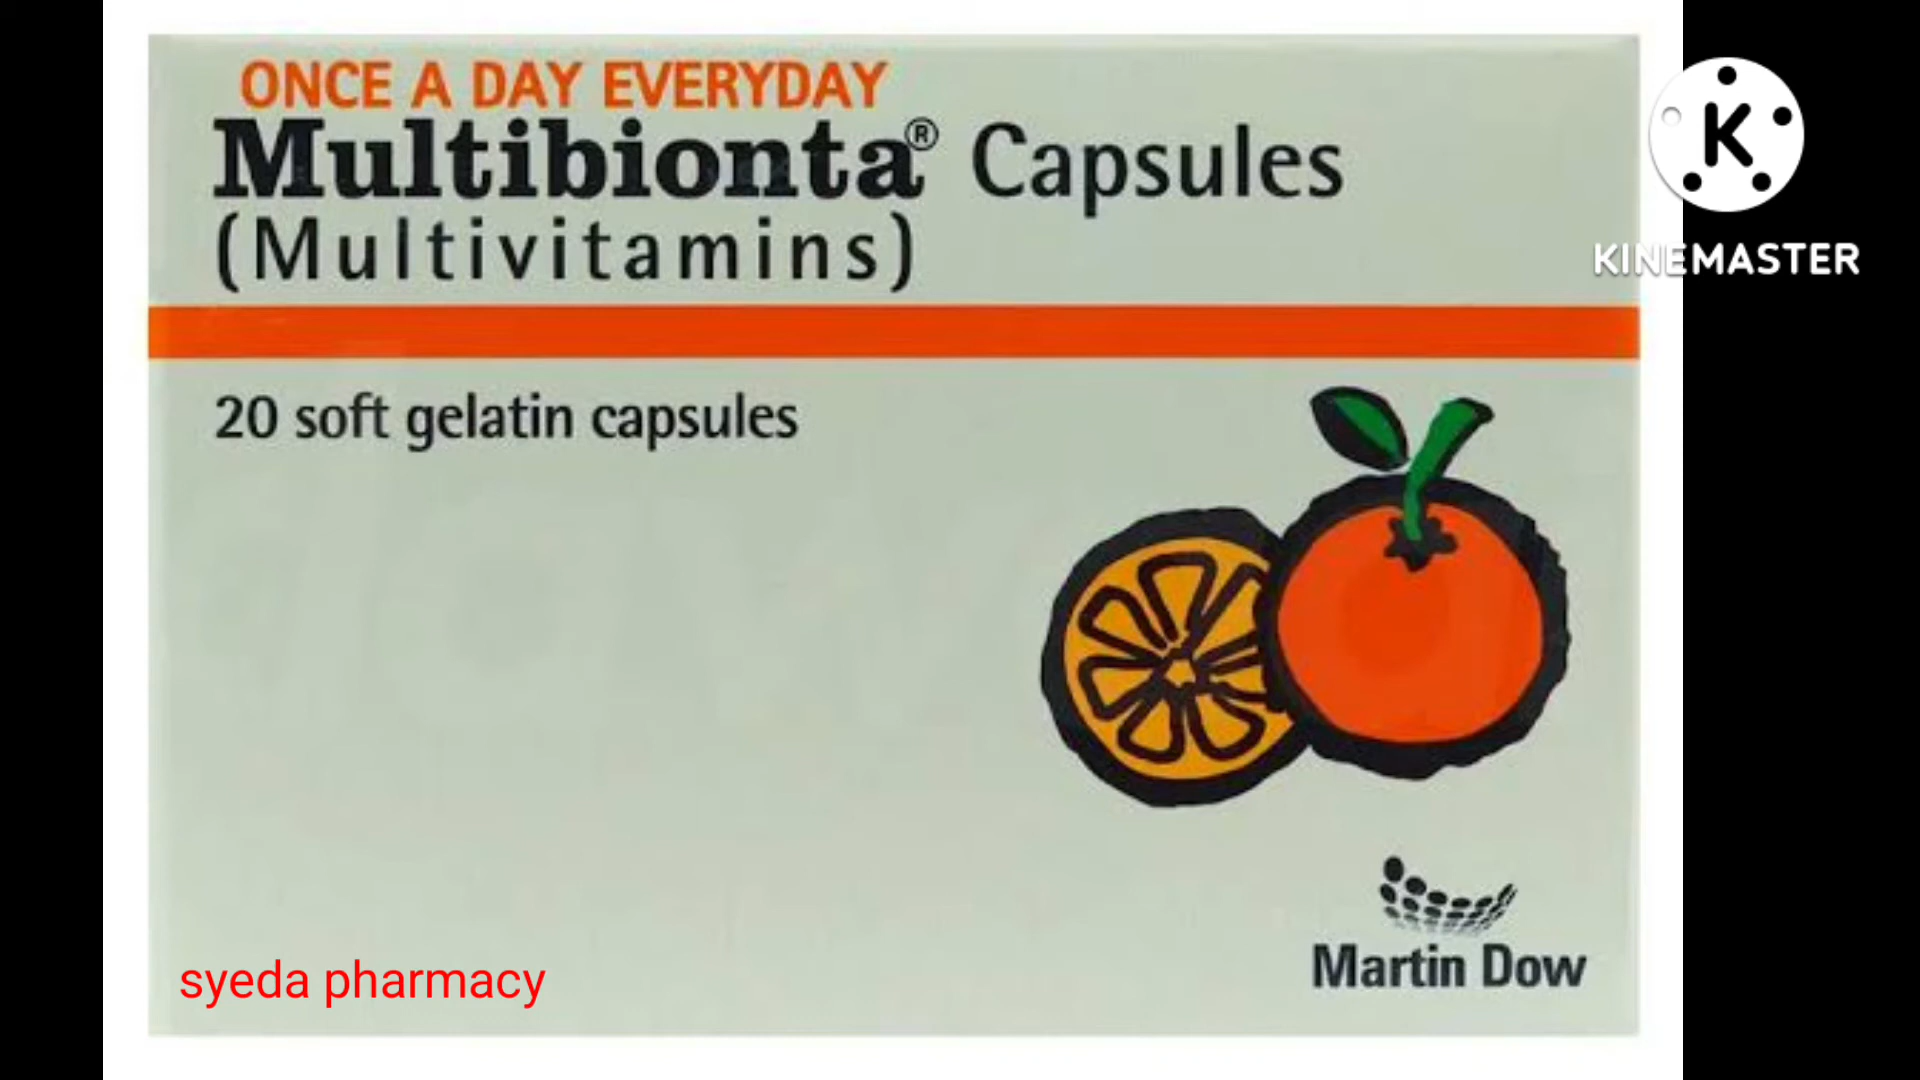 ONCE A DAY EVERYDAY
Multibionta® Capsules
(Multivitamins)
20 soft gelatin capsules
Martin Dow
syeda pharmacy
K
KINEMASTER